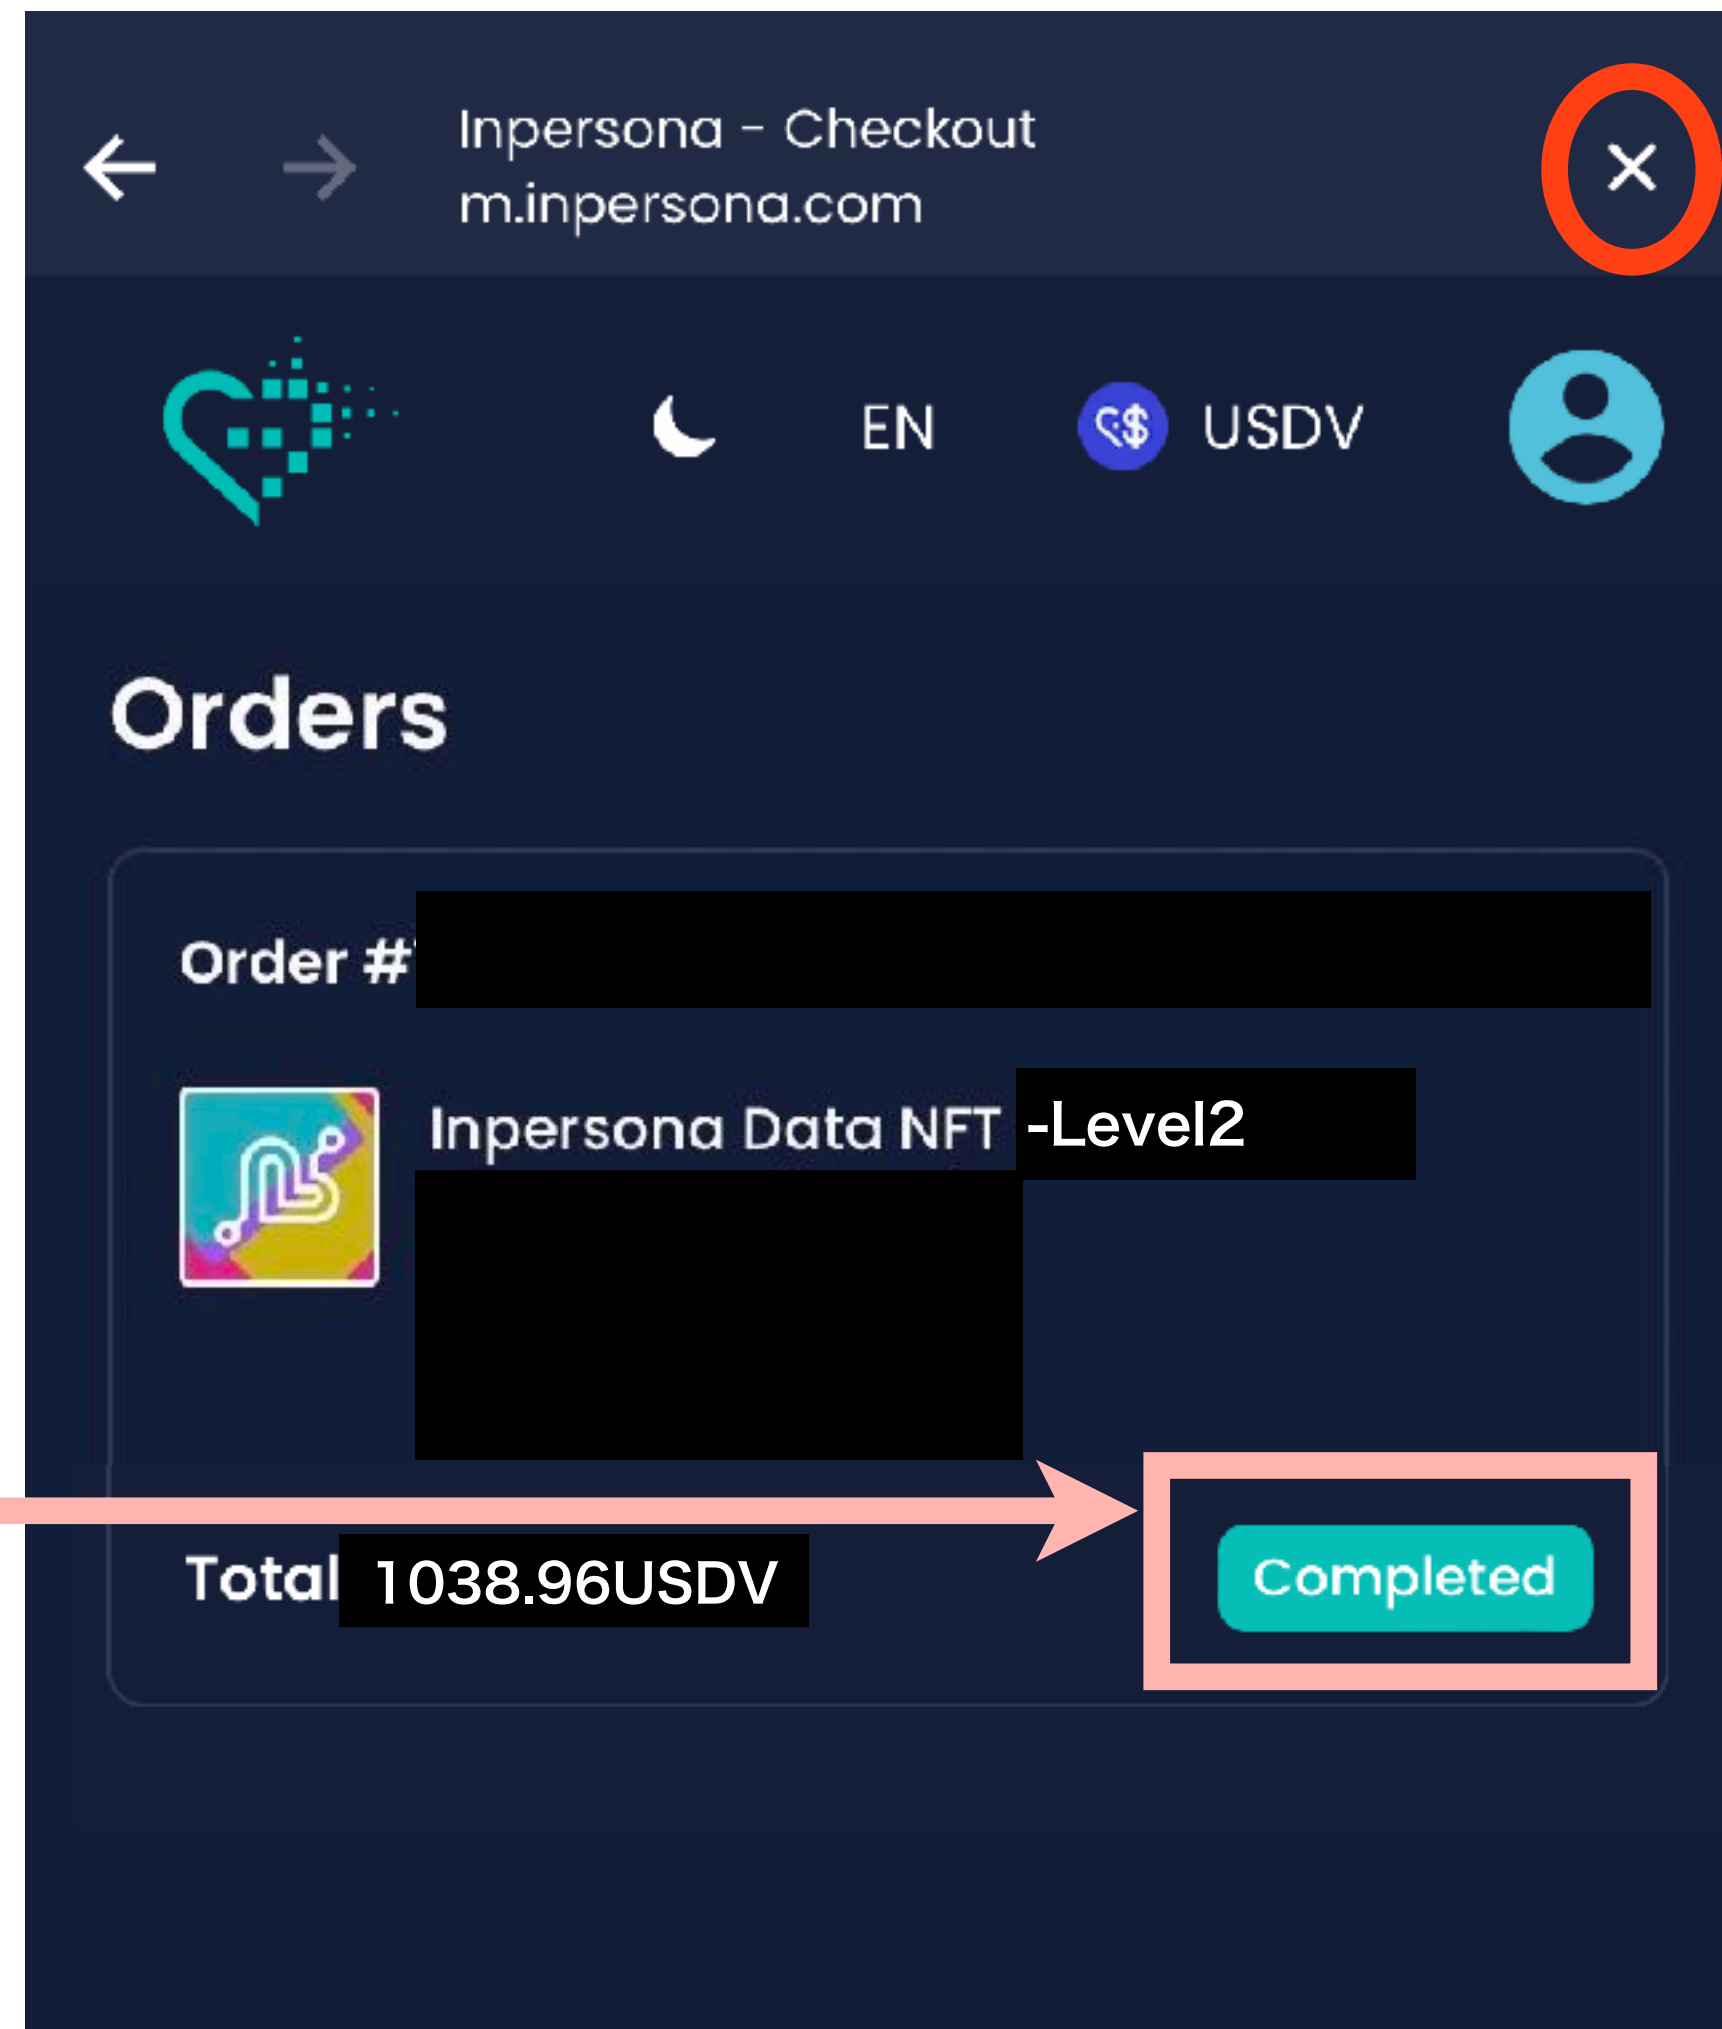 Inpersona - Checkout
m.inpersona.com
EN
USDV
Orders
Order #
Inpersona Data NFT -Level2
Total 1038.96USDV
Completed